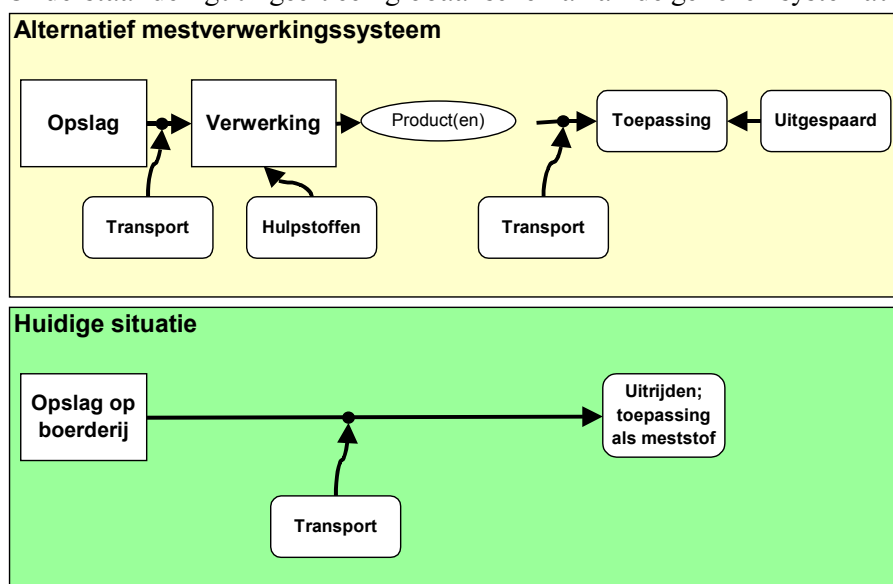 Alternatief mestverwerkingssysteem
Opslag
Verwerking
Product(en)
Toepassing
Uitgespaard
Transport
Hulpstoffen
Transport
Huidige situatie
Opslag op
boerderij
Uitrijden;
toepassing
als meststof
Transport